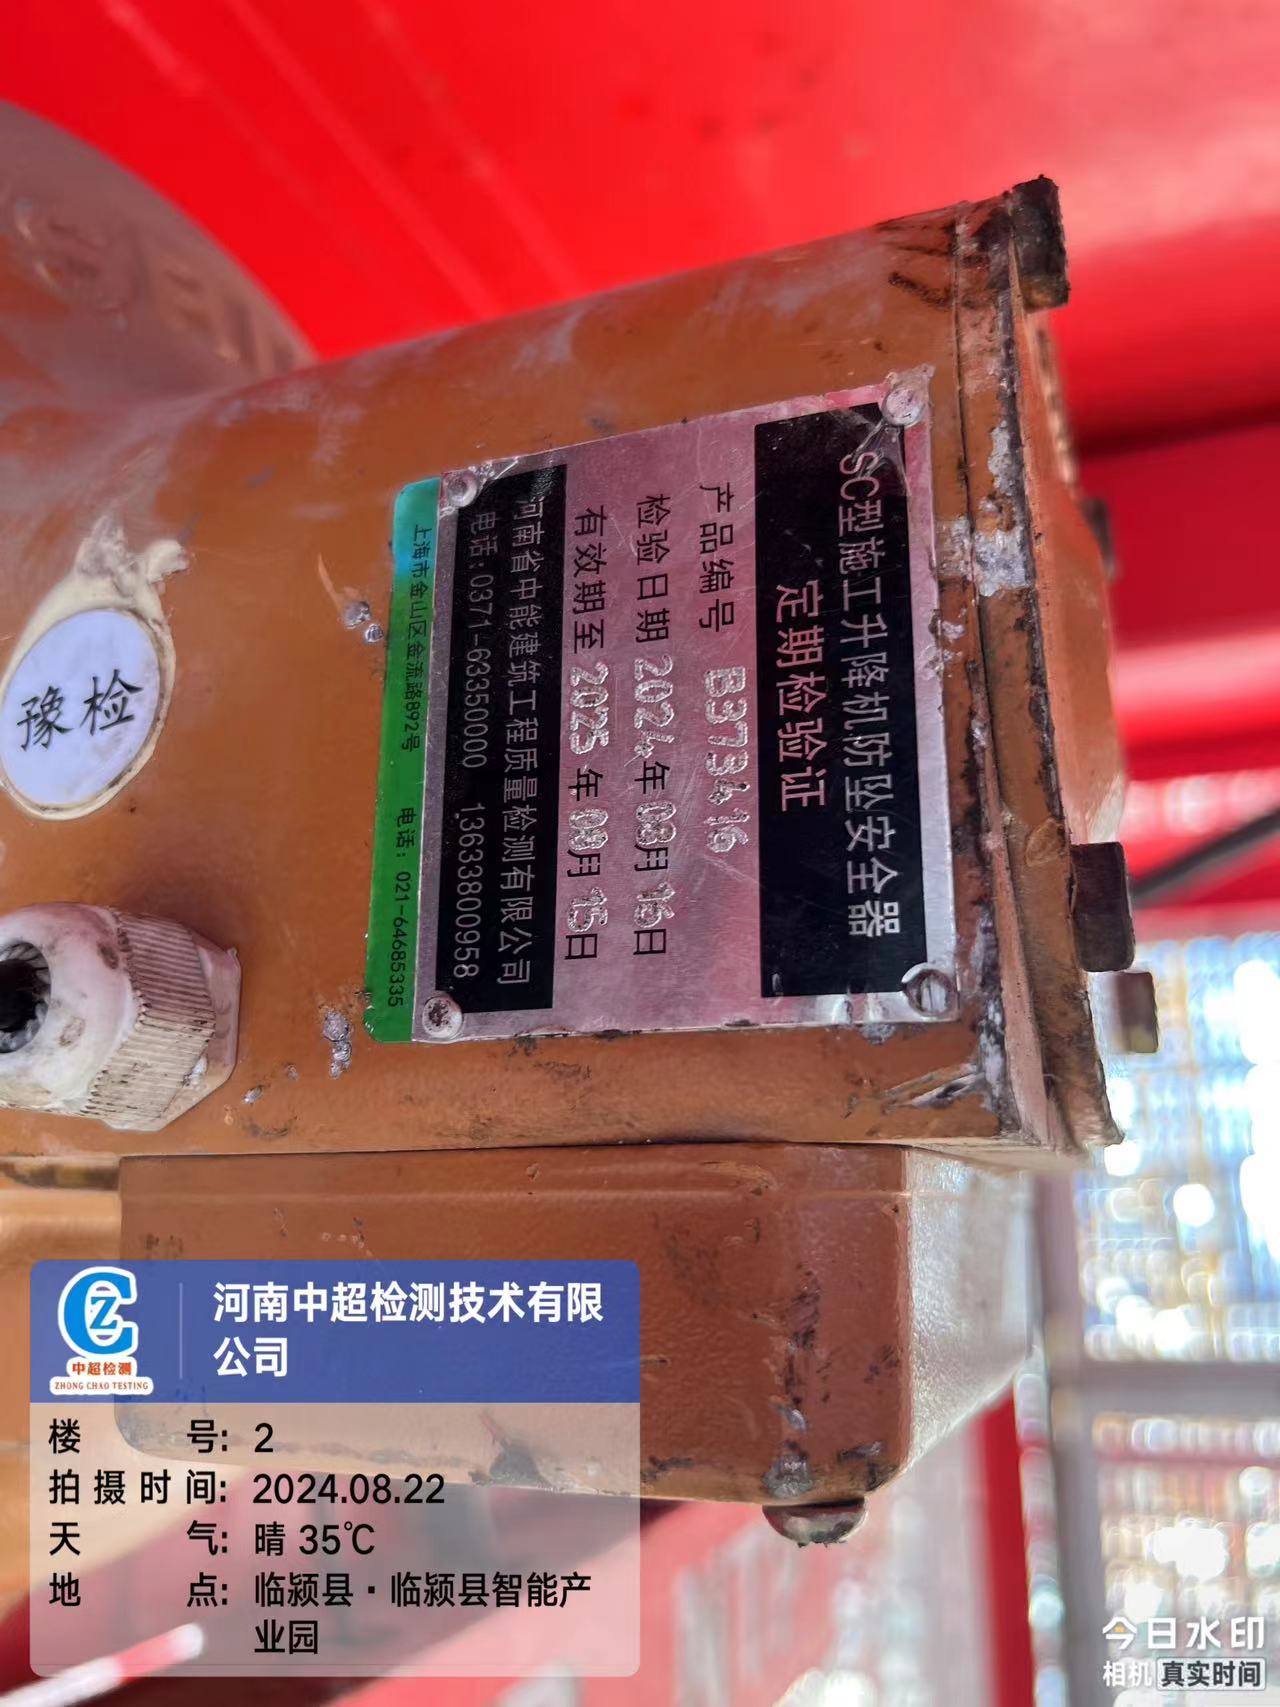 SC型施工升降机防坠安全器
定期检验证
产品编号 B373416
检验日期 2024年08月16日
有效期至 2025年08月15日
河南省中能建筑工程质量检测有限公司
电话:0371-63350000 13633800958
上海市金山区金流路892号 电话：021-64685335
豫检
中超检测
ZHONG CHAO TESTING
河南中超检测技术有限
公司
楼号: 2
拍摄时间: 2024.08.22
天气: 晴 35℃
地点: 临颍县·临颍县智能产
业园
今日水印
相机 真实时间